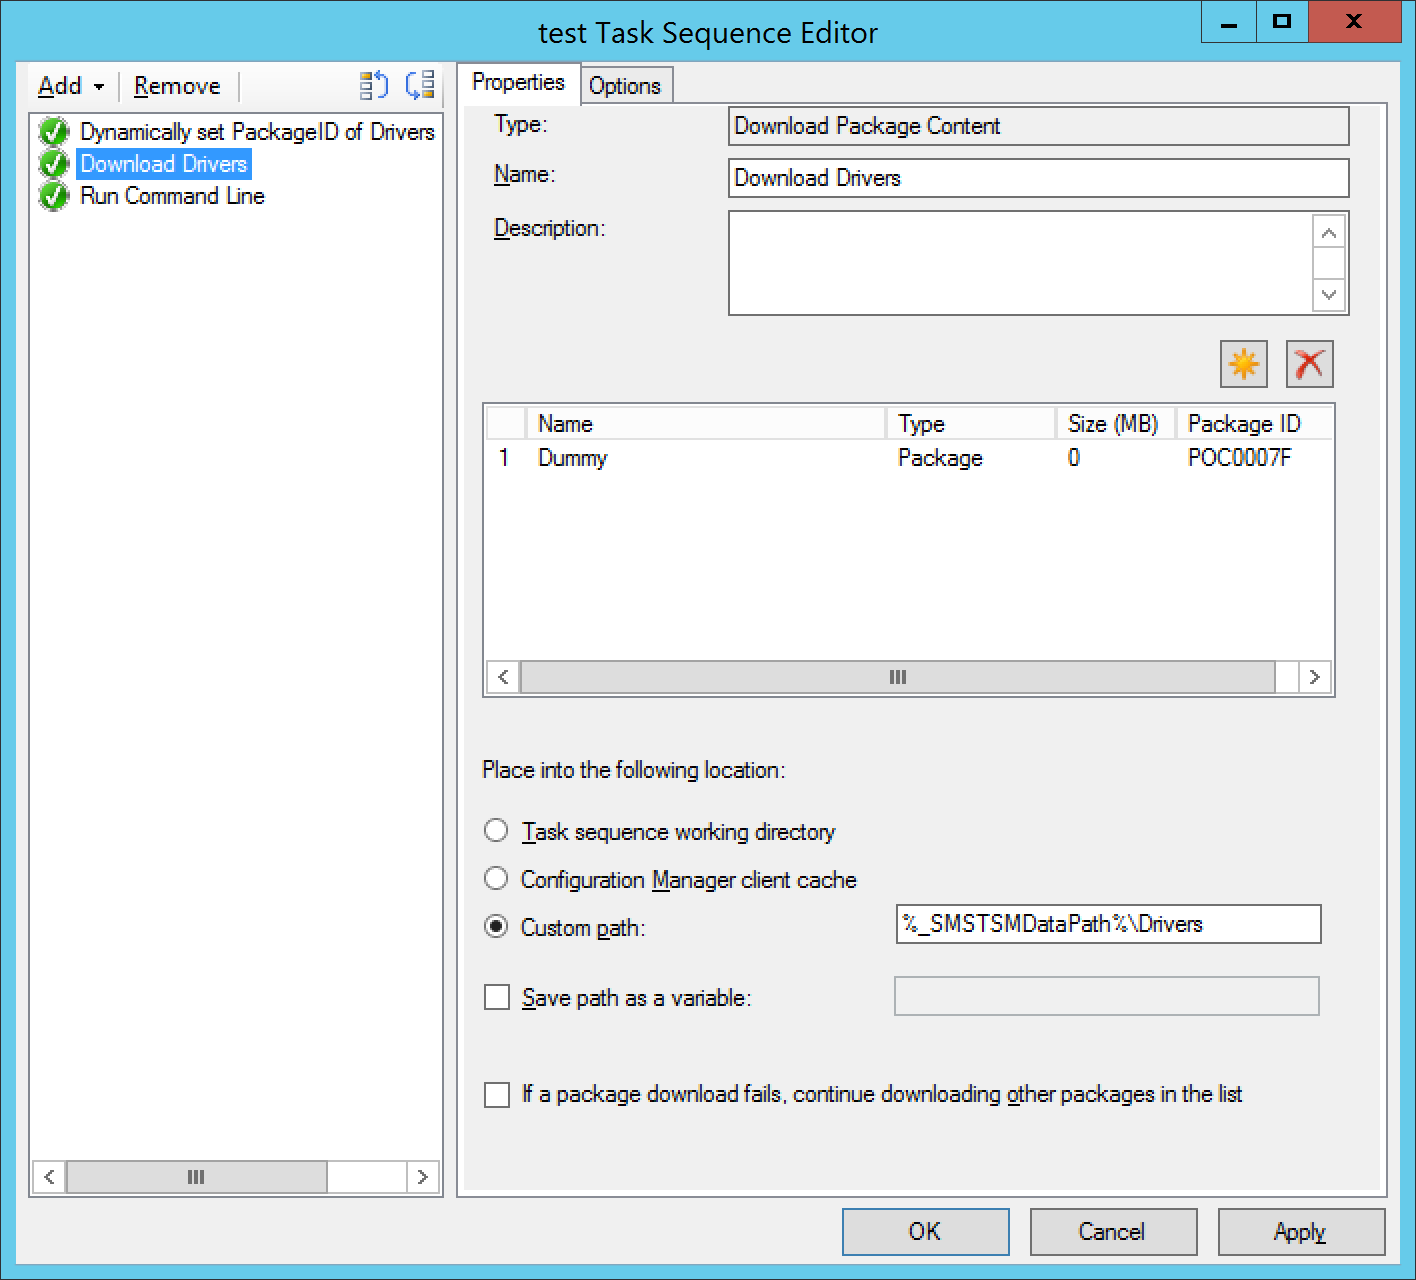 test Task Sequence Editor
X
Add
Remove
Dynamically set PackageID of Drivers
Download Drivers
Run Command Line
Properties
Options
Type:
Download Package Content
Name:
Download Drivers
Description:
Name Type Size (MB) Package ID
1 Dummy Package 0 POC0007F
Place into the following location:
Task sequence working directory
Configuration Manager client cache
Custom path:
%_SMSTSMDataPath%\Drivers
Save path as a variable:
If a package download fails, continue downloading other packages in the list
OK
Cancel
Apply